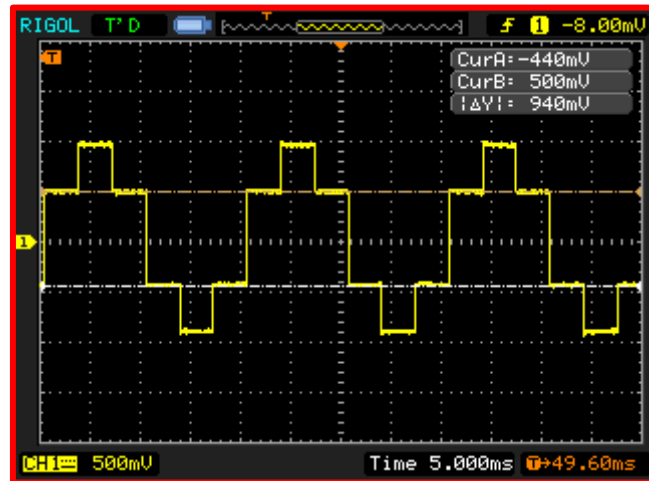 RIGOL T'D 1 -8.00mV
T
T
CurA:-440mV
CurB: 500mV
|ΔY|: 940mV
1
CH1 500mV Time 5.000ms T→49.60ms